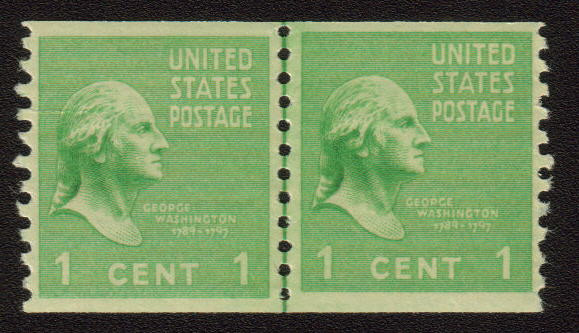 UNITED
STATES
POSTAGE
GEORGE
WASHINGTON
1789-1797
1 CENT 1
UNITED
STATES
POSTAGE
GEORGE
WASHINGTON
1789-1797
1 CENT 1